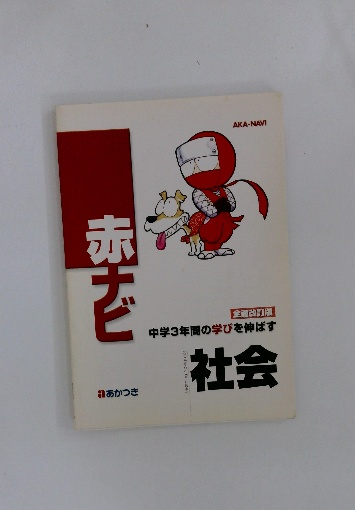 AKA-NAVI
赤ナビ
全面改訂版
中学3年間の学びを伸ばす
社会
あかつき